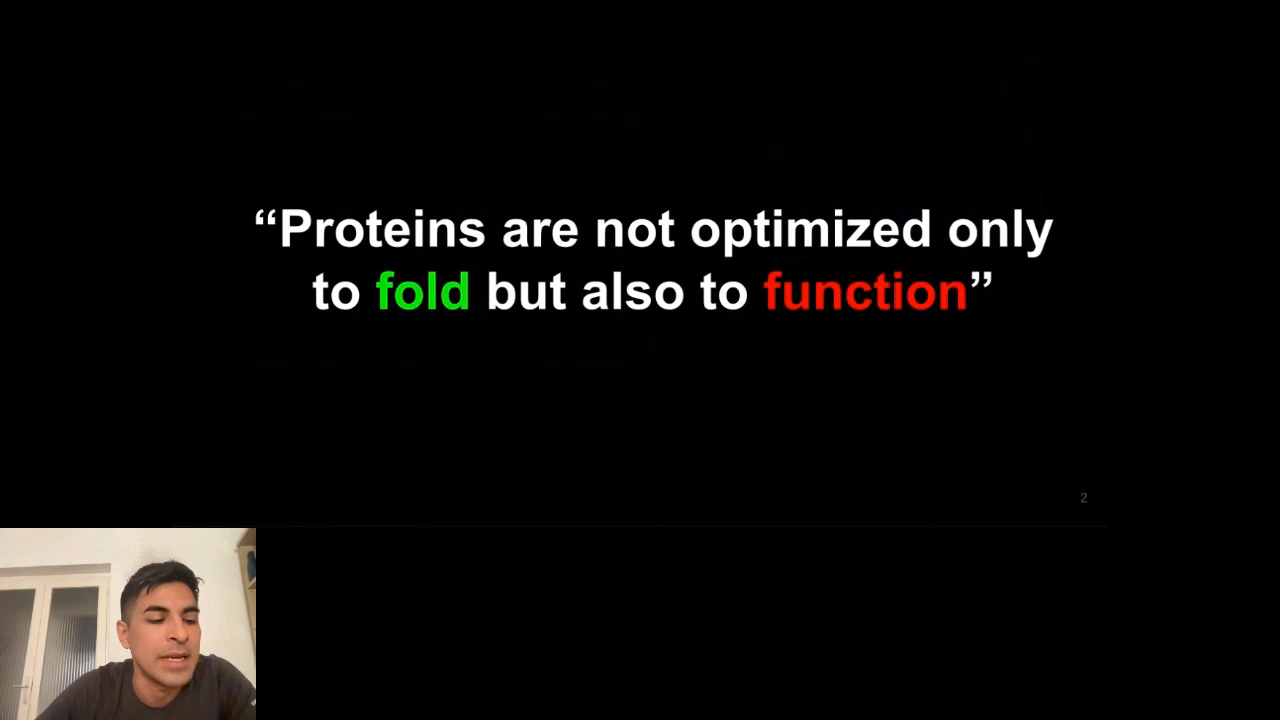 “Proteins are not optimized only
to fold but also to function”
2